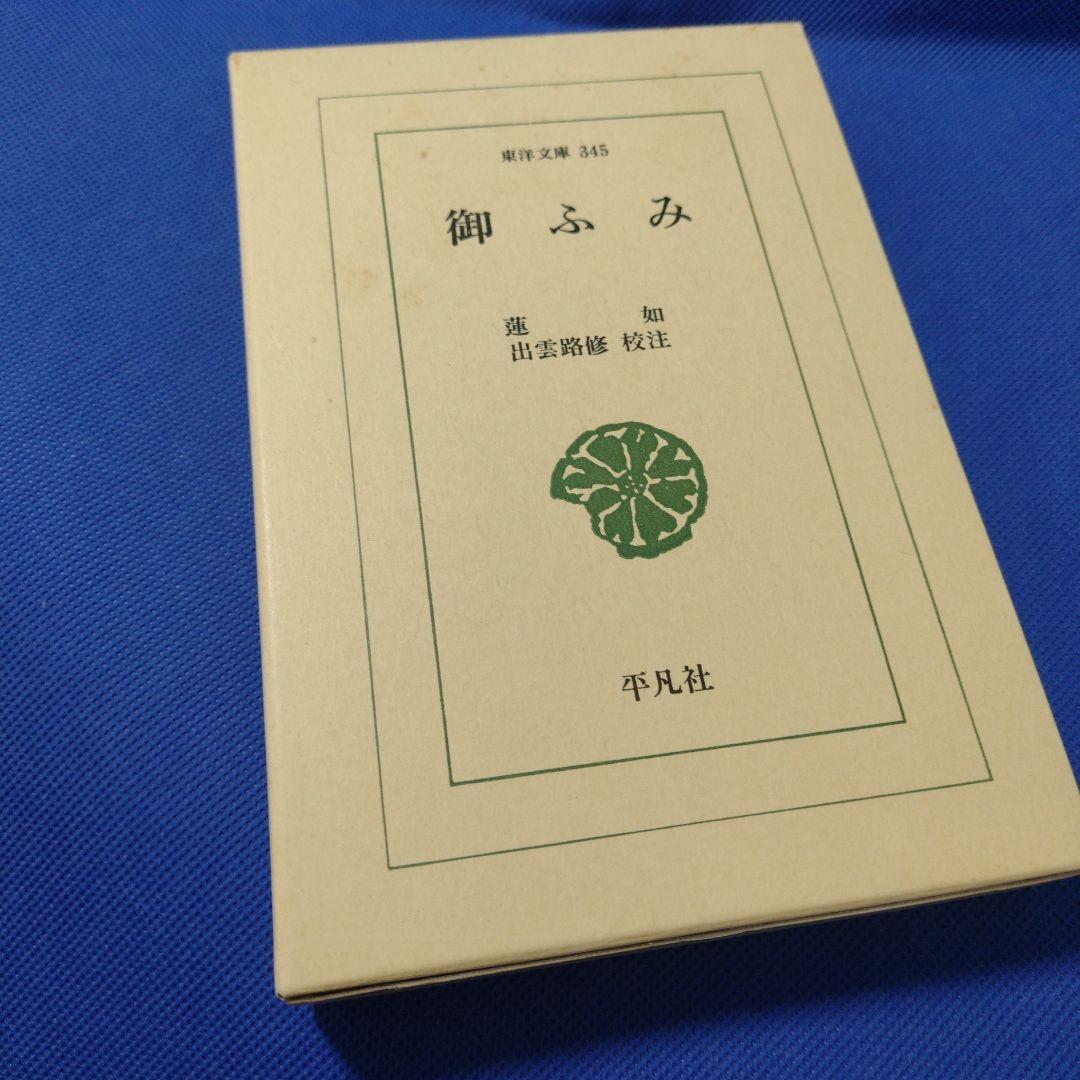 東洋文庫 345
御ふみ
蓮如
出雲路修 校注
平凡社